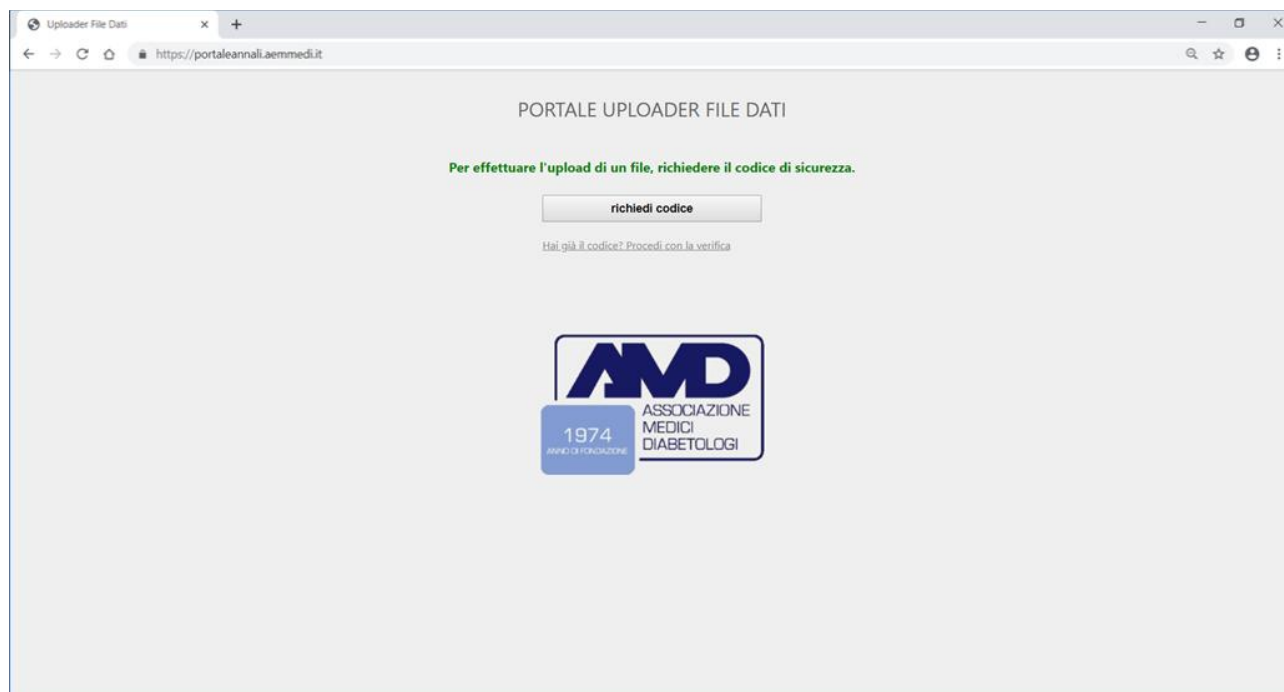 Uploader File Dati
https://portaleannali.aemmedi.it
PORTALE UPLOADER FILE DATI
Per effettuare l'upload di un file, richiedere il codice di sicurezza.
richiedi codice
Hai già il codice? Procedi con la verifica
AMD
ASSOCIAZIONE
MEDICI
DIABETOLOGI
1974
ANNO DI FONDAZIONE